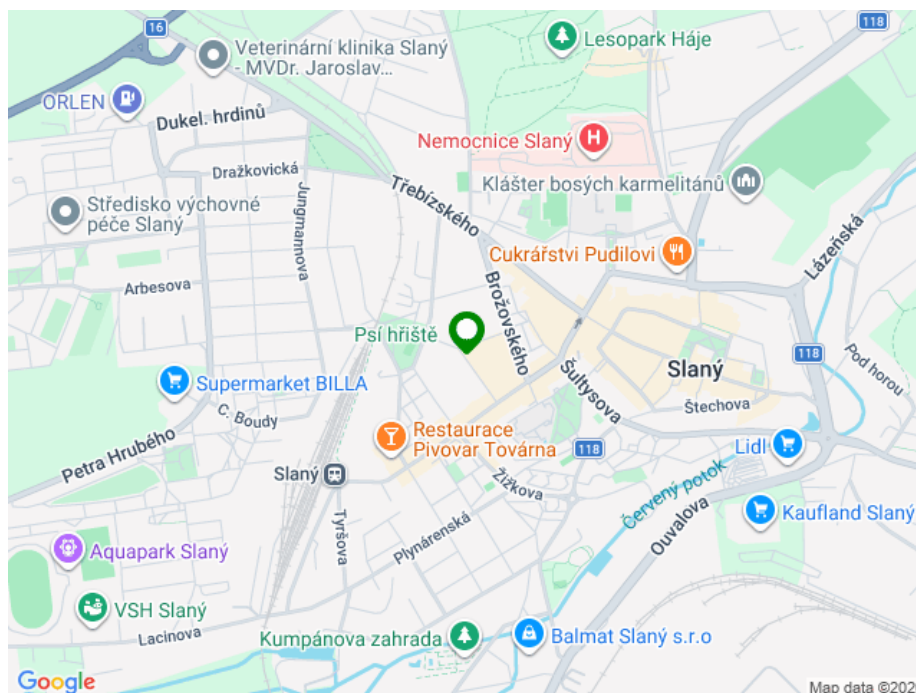 16
118
Veterinární klinika Slaný
- MVDr. Jaroslav...
Lesopark Háje
ORLEN
Dukel. hrdinů
Nemocnice Slaný
H
Dražkovická
Klášter bosých karmelitánů
Třebízského
Jungmannova
Středisko výchovné
péče Slaný
Lázeňská
Cukrářstvi Pudilovi
Arbesova
Brožovského
Psí hřiště
118
Pod horou
Slaný
Šultysova
Supermarket BILLA
Štechova
C. Boudy
Restaurace
Pivovar Továrna
Petra Hrubého
118
Lidl
Slaný
Žižkova
Červený potok
Ouvalova
Kaufland Slaný
Tyršova
Plynárenská
Aquapark Slaný
VSH Slaný
Lacinova
Kumpánova zahrada
Balmat Slaný s.r.o
Google
Map data ©202